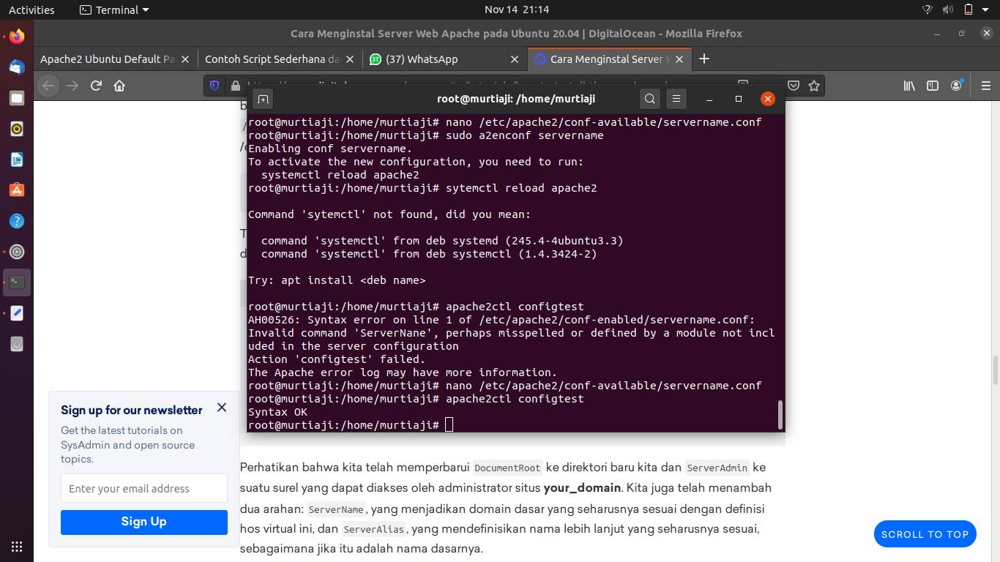 Activities
Terminal
Nov 14 21:14
Cara Menginstal Server Web Apache pada Ubuntu 20.04 | DigitalOcean - Mozilla Firefox
Apache2 Ubuntu Default Pa
Contoh Script Sederhana da
(37) WhatsApp
Cara Menginstal Server W
root@murtiaji: /home/murtiaji
root@murtiaji:/home/murtiaji# nano /etc/apache2/conf-available/servername.conf
root@murtiaji:/home/murtiaji# sudo a2enconf servername
Enabling conf servername.
To activate the new configuration, you need to run:
systemctl reload apache2
root@murtiaji:/home/murtiaji# sytemctl reload apache2
Command 'sytemctl' not found, did you mean:
command 'systemctl' from deb systemd (245.4-4ubuntu3.3)
command 'systemctl' from deb systemctl (1.4.3424-2)
Try: apt install <deb name>
root@murtiaji:/home/murtiaji# apache2ctl configtest
AH00526: Syntax error on line 1 of /etc/apache2/conf-enabled/servername.conf:
Invalid command 'ServerNane', perhaps misspelled or defined by a module not incl
uded in the server configuration
Action 'configtest' failed.
The Apache error log may have more information.
root@murtiaji:/home/murtiaji# nano /etc/apache2/conf-available/servername.conf
root@murtiaji:/home/murtiaji# apache2ctl configtest
Syntax OK
root@murtiaji:/home/murtiaji#
Sign up for our newsletter
Get the latest tutorials on
SysAdmin and open source
topics.
Enter your email address
Sign Up
Perhatikan bahwa kita telah memperbarui DocumentRoot ke direktori baru kita dan ServerAdmin ke
suatu surel yang dapat diakses oleh administrator situs your_domain. Kita juga telah menambah
dua arahan: ServerName, yang menjadikan domain dasar yang seharusnya sesuai dengan definisi
hos virtual ini, dan ServerAlias, yang mendefinisikan nama lebih lanjut yang seharusnya sesuai,
sebagaimana jika itu adalah nama dasarnya.
SCROLL TO TOP